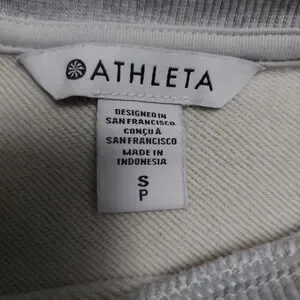 ATHLETA
DESIGNED IN
SAN FRANCISCO
CONÇU À
SAN FRANCISCO
MADE IN
INDONESIA
S
P